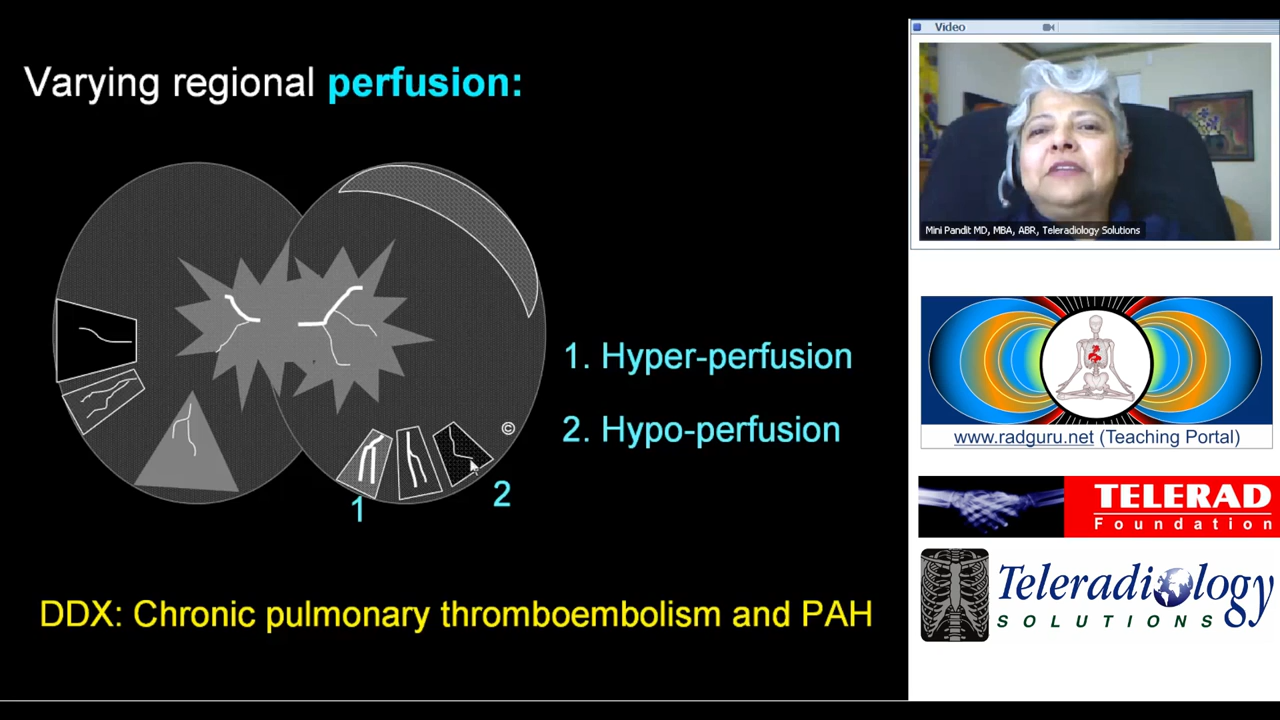 Varying regional perfusion:
©
1
2
1. Hyper-perfusion
2. Hypo-perfusion
DDX: Chronic pulmonary thromboembolism and PAH
Video
Mini Pandit MD, MBA, ABR, Teleradiology Solutions
www.radguru.net (Teaching Portal)
TELERAD
Foundation
Teleradiology
SOLUTIONS